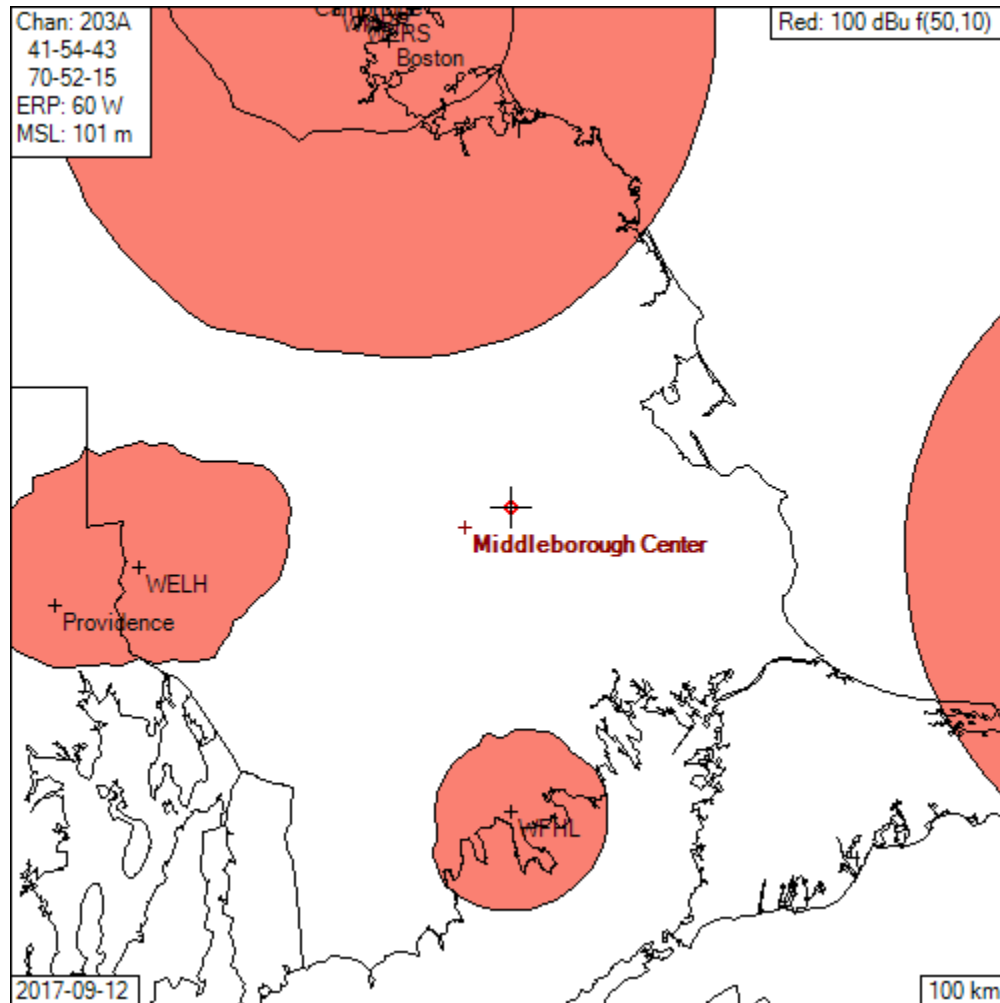 Chan: 203A
41-54-43
70-52-15
ERP: 60 W
MSL: 101 m
Red: 100 dBu f(50,10)
Boston
Middleborough Center
WELH
Providence
WFHL
2017-09-12
100 km